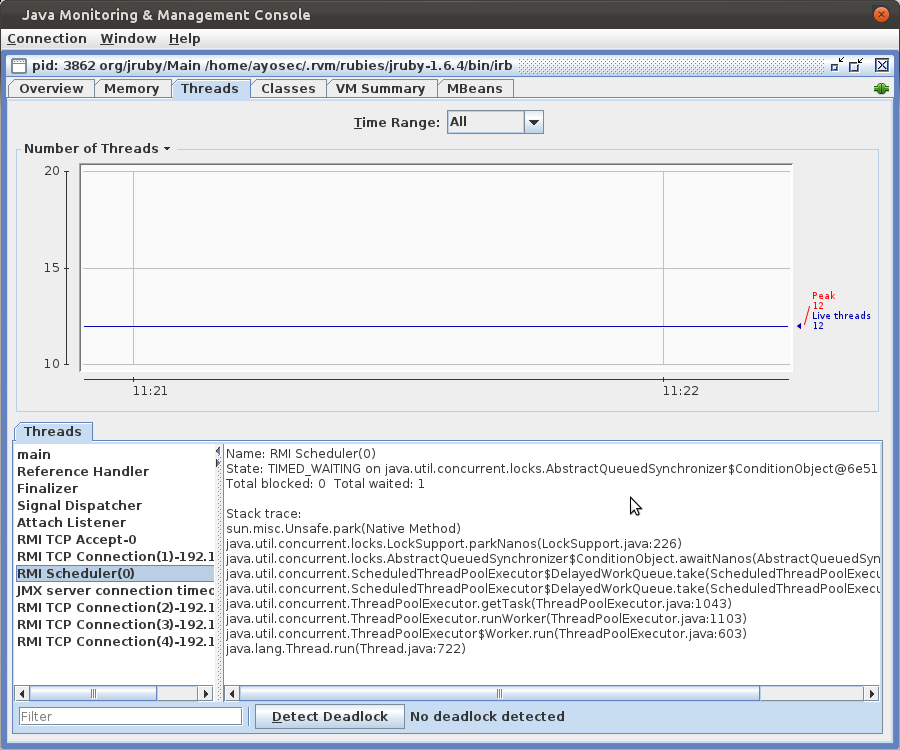 Java Monitoring & Management Console
Connection Window Help
pid: 3862 org/jruby/Main /home/ayosec/.rvm/rubies/jruby-1.6.4/bin/irb
Overview Memory Threads Classes VM Summary MBeans
Time Range: All
Number of Threads
20
15
10
Peak
12
Live threads
12
11:21 11:22
Threads
main
Reference Handler
Finalizer
Signal Dispatcher
Attach Listener
RMI TCP Accept-0
RMI TCP Connection(1)-192.1
RMI Scheduler(0)
JMX server connection timeo
RMI TCP Connection(2)-192.1
RMI TCP Connection(3)-192.1
RMI TCP Connection(4)-192.1
Name: RMI Scheduler(0)
State: TIMED_WAITING on java.util.concurrent.locks.AbstractQueuedSynchronizer$ConditionObject@6e51
Total blocked: 0 Total waited: 1
Stack trace:
sun.misc.Unsafe.park(Native Method)
java.util.concurrent.locks.LockSupport.parkNanos(LockSupport.java:226)
java.util.concurrent.locks.AbstractQueuedSynchronizer$ConditionObject.awaitNanos(AbstractQueuedSyn
java.util.concurrent.ScheduledThreadPoolExecutor$DelayedWorkQueue.take(ScheduledThreadPoolExecu
java.util.concurrent.ScheduledThreadPoolExecutor$DelayedWorkQueue.take(ScheduledThreadPoolExecu
java.util.concurrent.ThreadPoolExecutor.getTask(ThreadPoolExecutor.java:1043)
java.util.concurrent.ThreadPoolExecutor.runWorker(ThreadPoolExecutor.java:1103)
java.util.concurrent.ThreadPoolExecutor$Worker.run(ThreadPoolExecutor.java:603)
java.lang.Thread.run(Thread.java:722)
Filter
Detect Deadlock No deadlock detected